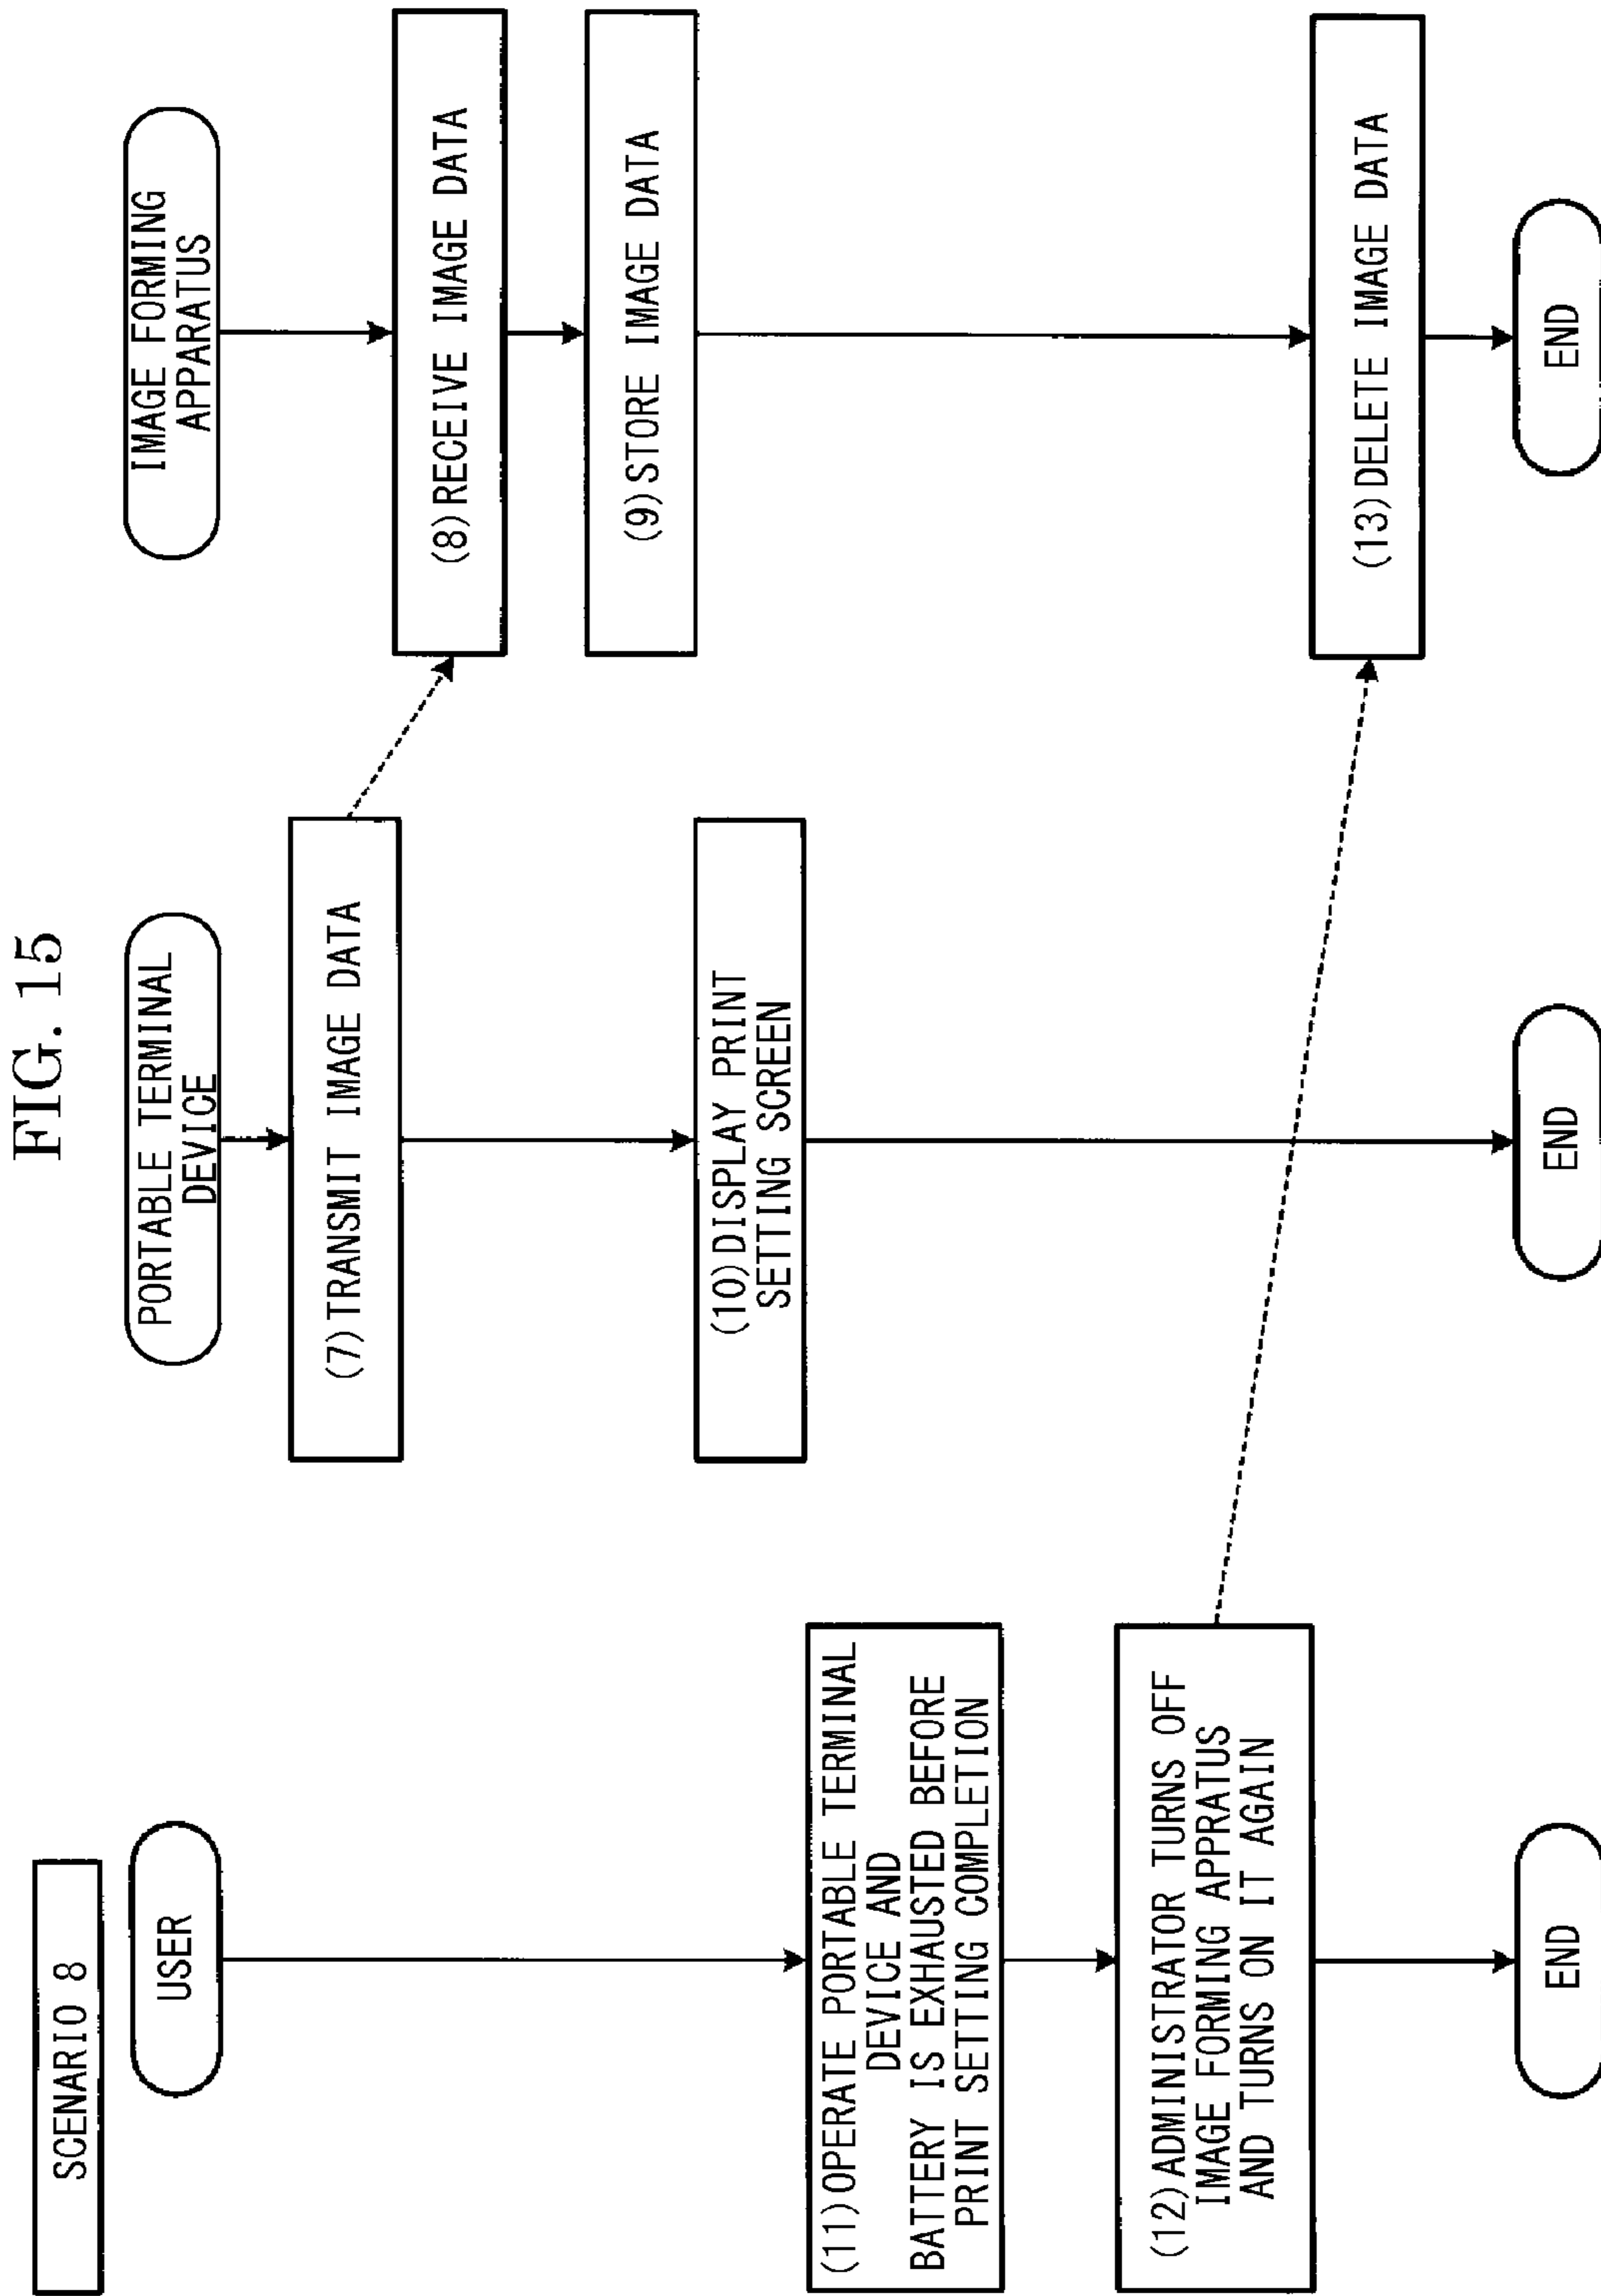 FIG. 15
SCENARIO 8
USER
(11)OPERATE PORTABLE TERMINAL
DEVICE AND
BATTERY IS EXHAUSTED BEFORE
PRINT SETTING COMPLETION
(12)ADMINISTRATOR TURNS OFF
IMAGE FORMING APPRATUS
AND TURNS ON IT AGAIN
END
PORTABLE TERMINAL
DEVICE
(7)TRANSMIT IMAGE DATA
(10)DISPLAY PRINT
SETTING SCREEN
END
IMAGE FORMING
APPARATUS
(8)RECEIVE IMAGE DATA
(9)STORE IMAGE DATA
(13)DELETE IMAGE DATA
END